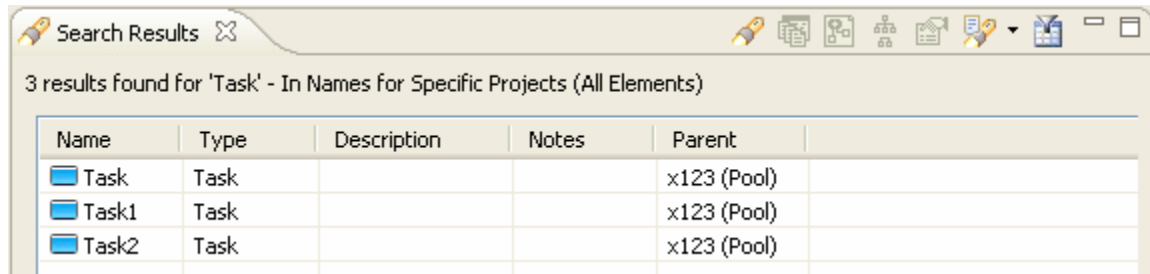 Search Results
3 results found for 'Task' - In Names for Specific Projects (All Elements)
Name Type Description Notes Parent
Task Task x123 (Pool)
Task1 Task x123 (Pool)
Task2 Task x123 (Pool)